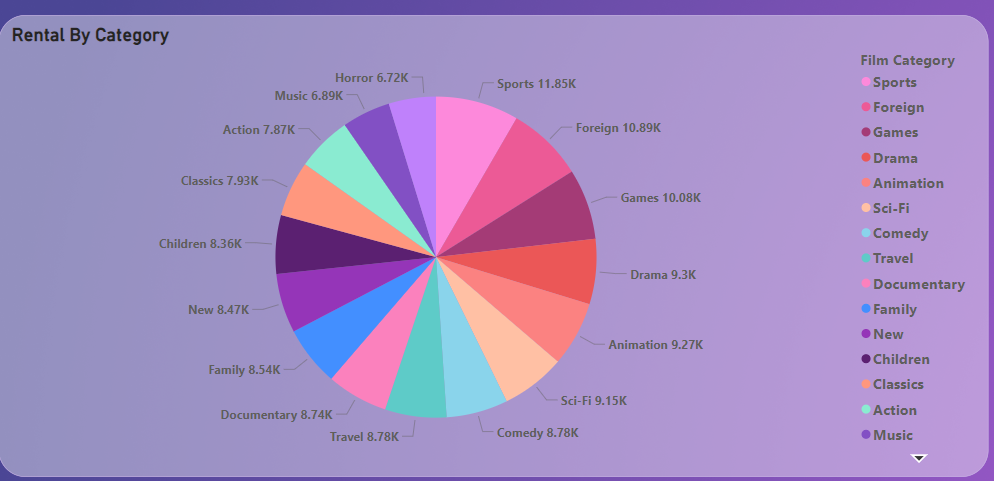 Rental By Category
Horror 6.72K
Sports 11.85K
Music 6.89K
Foreign 10.89K
Action 7.87K
Classics 7.93K
Games 10.08K
Children 8.36K
Drama 9.3K
New 8.47K
Animation 9.27K
Family 8.54K
Sci-Fi 9.15K
Documentary 8.74K
Comedy 8.78K
Travel 8.78K
Film Category
Sports
Foreign
Games
Drama
Animation
Sci-Fi
Comedy
Travel
Documentary
Family
New
Children
Classics
Action
Music